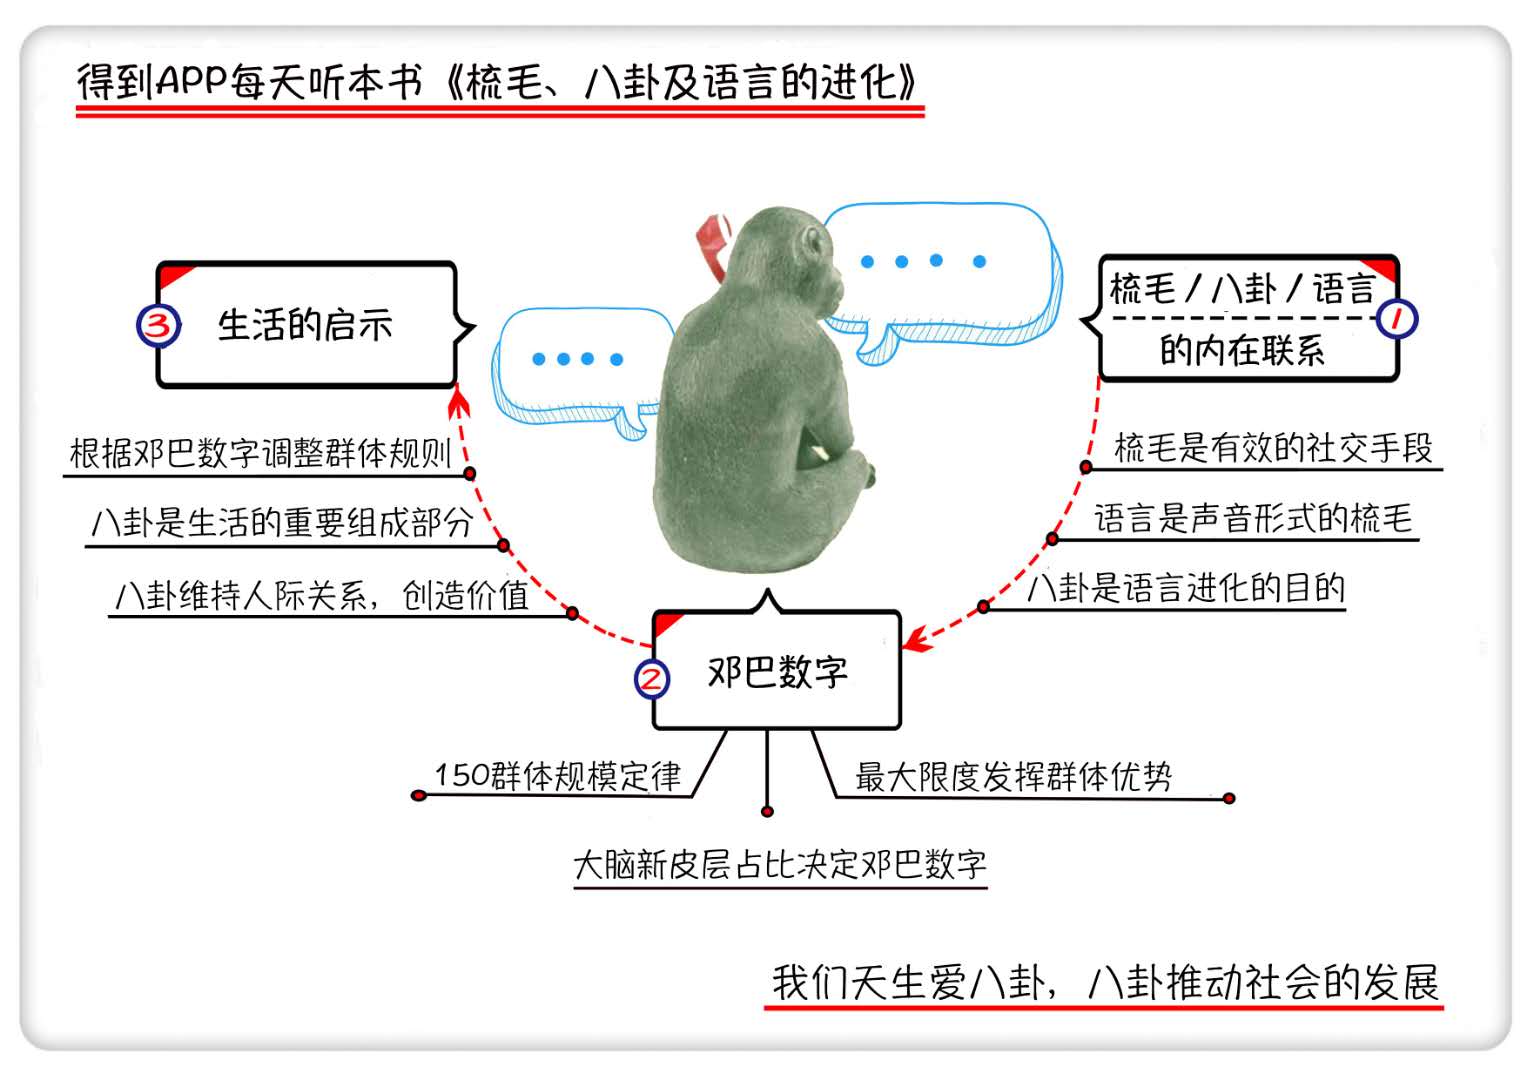 得到APP每天听本书《梳毛、八卦及语言的进化》
1
梳毛/八卦/语言
的内在联系
梳毛是有效的社交手段
语言是声音形式的梳毛
八卦是语言进化的目的
2
邓巴数字
150群体规模定律
大脑新皮层占比决定邓巴数字
最大限度发挥群体优势
3
生活的启示
根据邓巴数字调整群体规则
八卦是生活的重要组成部分
八卦维持人际关系，创造价值
我们天生爱八卦，八卦推动社会的发展